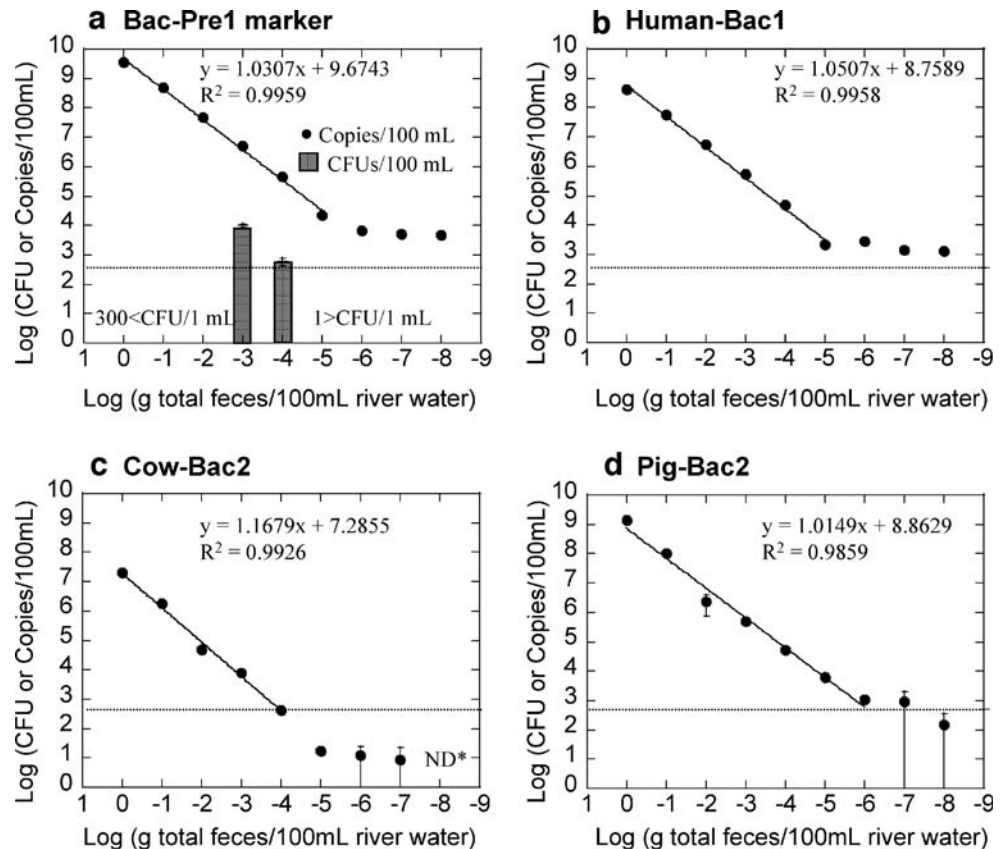 a Bac-Pre1 marker
Log (CFU or Copies/100mL)
10
9
8
7
6
5
4
3
2
1
0
y = 1.0307x + 9.6743
R² = 0.9959
Copies/100 mL
CFUs/100 mL
300<CFU/1 mL
1>CFU/1 mL
1 0 -1 -2 -3 -4 -5 -6 -7 -8 -9
Log (g total feces/100mL river water)
b Human-Bac1
Log (CFU or Copies/100mL)
10
9
8
7
6
5
4
3
2
1
0
y = 1.0507x + 8.7589
R² = 0.9958
1 0 -1 -2 -3 -4 -5 -6 -7 -8 -9
Log (g total feces/100mL river water)
c Cow-Bac2
Log (CFU or Copies/100mL)
10
9
8
7
6
5
4
3
2
1
0
y = 1.1679x + 7.2855
R² = 0.9926
ND*
1 0 -1 -2 -3 -4 -5 -6 -7 -8 -9
Log (g total feces/100mL river water)
d Pig-Bac2
Log (CFU or Copies/100mL)
10
9
8
7
6
5
4
3
2
1
0
y = 1.0149x + 8.8629
R² = 0.9859
1 0 -1 -2 -3 -4 -5 -6 -7 -8 -9
Log (g total feces/100mL river water)